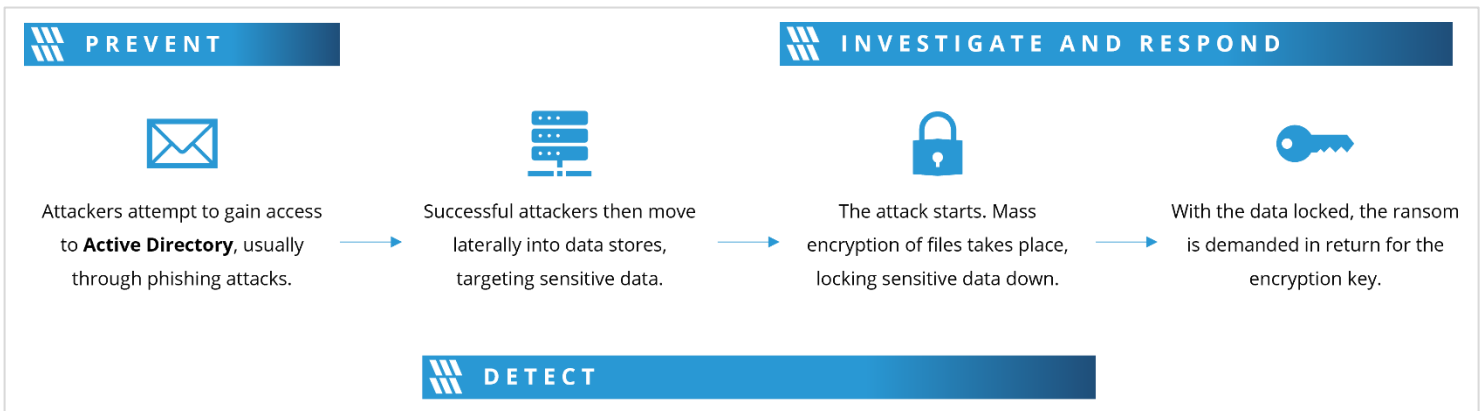 PREVENT
INVESTIGATE AND RESPOND
Attackers attempt to gain access
to Active Directory, usually
through phishing attacks.
Successful attackers then move
laterally into data stores,
targeting sensitive data.
The attack starts. Mass
encryption of files takes place,
locking sensitive data down.
With the data locked, the ransom
is demanded in return for the
encryption key.
DETECT